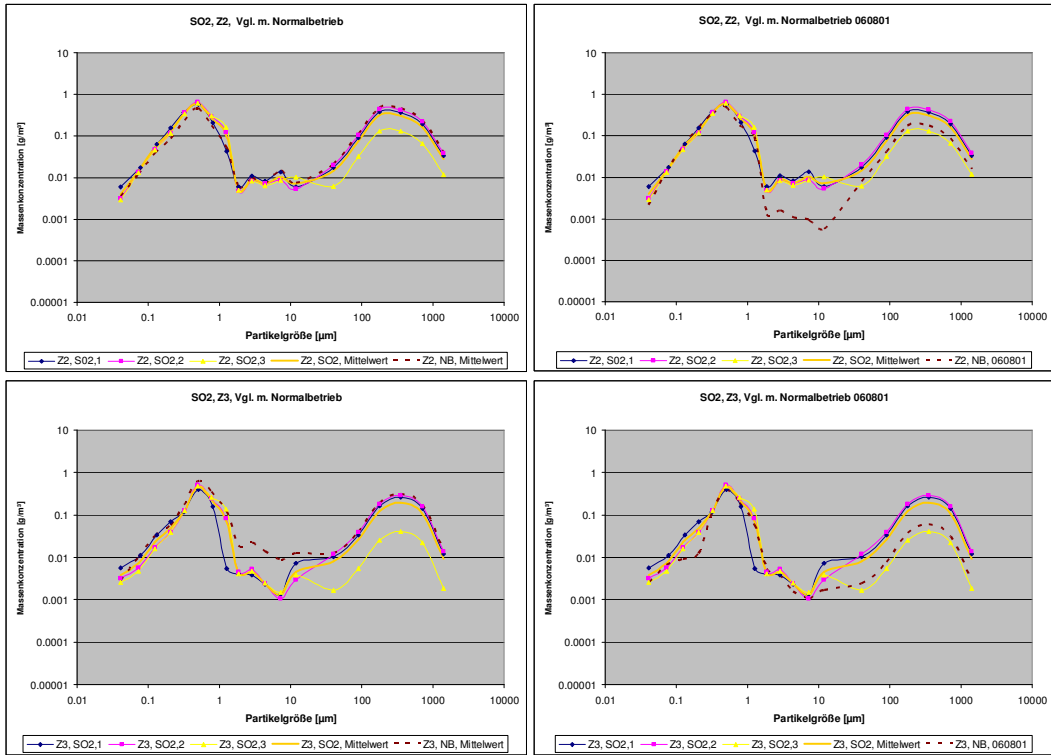 SO2, Z2, Vgl. m. Normalbetrieb
Massenkonzentration [g/m³]
10
1
0.1
0.01
0.001
0.0001
0.00001
0.01 0.1 1 10 100 1000 10000
Partikelgröße [µm]
Z2, S02,1 Z2, SO2,2 Z2, SO2,3 Z2, SO2, Mittelwert Z2, NB, Mittelwert
SO2, Z2, Vgl. m. Normalbetrieb 060801
Massenkonzentration [g/m³]
10
1
0.1
0.01
0.001
0.0001
0.00001
0.01 0.1 1 10 100 1000 10000
Partikelgröße [µm]
Z2, S02,1 Z2, SO2,2 Z2, SO2,3 Z2, SO2, Mittelwert Z2, NB, 060801
SO2, Z3, Vgl. m. Normalbetrieb
Massenkonzentration [g/m³]
10
1
0.1
0.01
0.001
0.0001
0.00001
0.01 0.1 1 10 100 1000 10000
Partikelgröße [µm]
Z3, SO2,1 Z3, SO2,2 Z3, SO2,3 Z3, SO2, Mittelwert Z3, NB, Mittelwert
SO2, Z3, Vgl. m. Normalbetrieb 060801
Massenkonzentration [g/m³]
10
1
0.1
0.01
0.001
0.0001
0.00001
0.01 0.1 1 10 100 1000 10000
Partikelgröße [µm]
Z3, SO2,1 Z3, SO2,2 Z3, SO2,3 Z3, SO2, Mittelwert Z3, NB, 060801